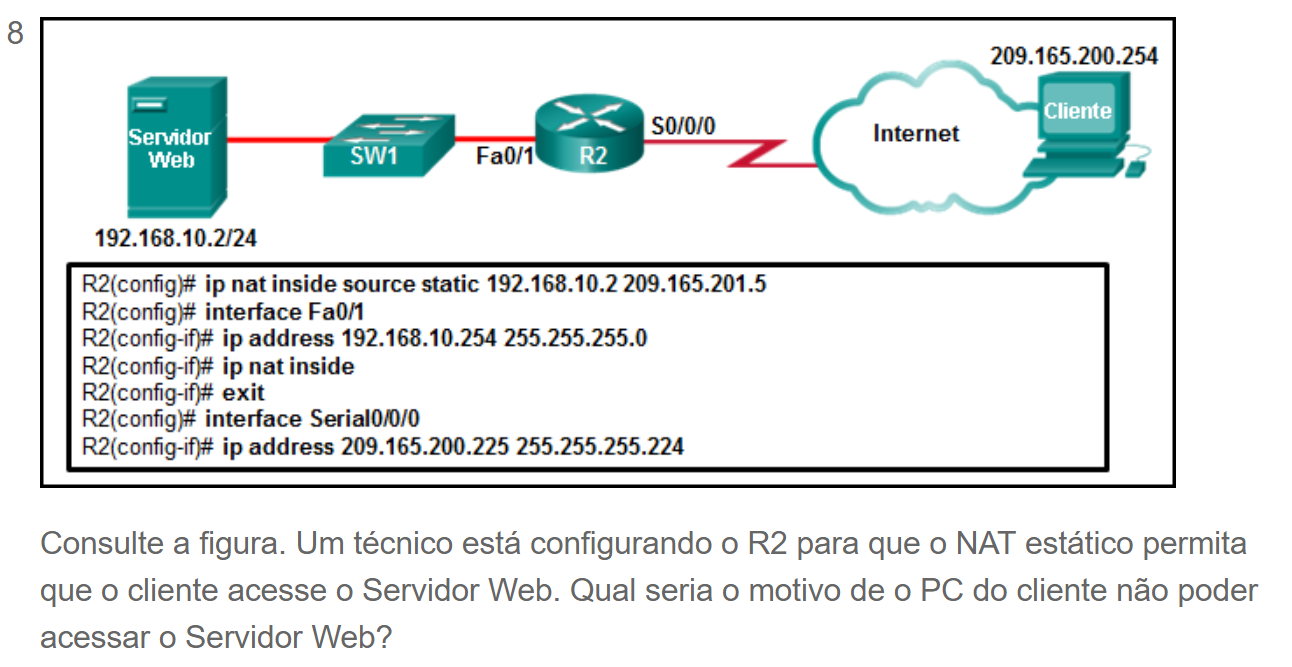 8
209.165.200.254
Servidor
Web
SW1
Fa0/1
R2
S0/0/0
Internet
Cliente
192.168.10.2/24
R2(config)# ip nat inside source static 192.168.10.2 209.165.201.5
R2(config)# interface Fa0/1
R2(config-if)# ip address 192.168.10.254 255.255.255.0
R2(config-if)# ip nat inside
R2(config-if)# exit
R2(config)# interface Serial0/0/0
R2(config-if)# ip address 209.165.200.225 255.255.255.224
Consulte a figura. Um técnico está configurando o R2 para que o NAT estático permita
que o cliente acesse o Servidor Web. Qual seria o motivo de o PC do cliente não poder
acessar o Servidor Web?